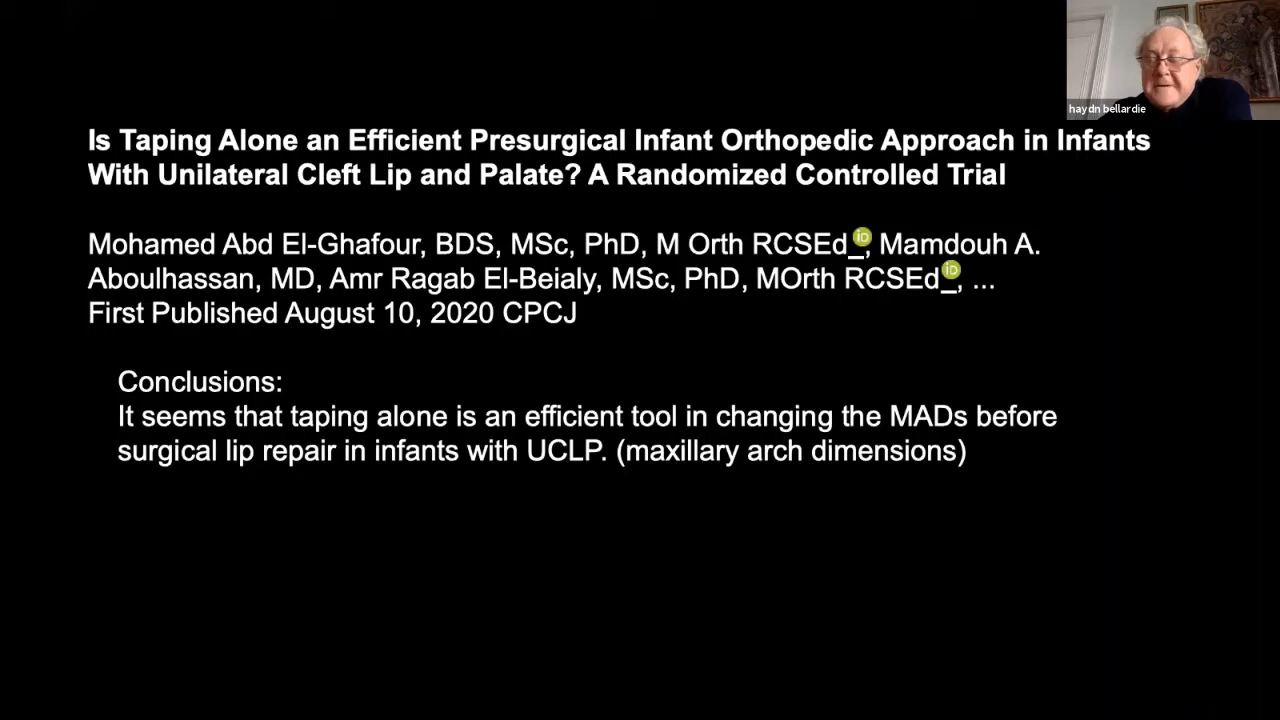 haydn bellardie
Is Taping Alone an Efficient Presurgical Infant Orthopedic Approach in Infants
With Unilateral Cleft Lip and Palate? A Randomized Controlled Trial
Mohamed Abd El-Ghafour, BDS, MSc, PhD, M Orth RCSEd iD, Mamdouh A.
Aboulhassan, MD, Amr Ragab El-Beialy, MSc, PhD, MOrth RCSEd iD, ...
First Published August 10, 2020 CPCJ
Conclusions:
It seems that taping alone is an efficient tool in changing the MADs before
surgical lip repair in infants with UCLP. (maxillary arch dimensions)